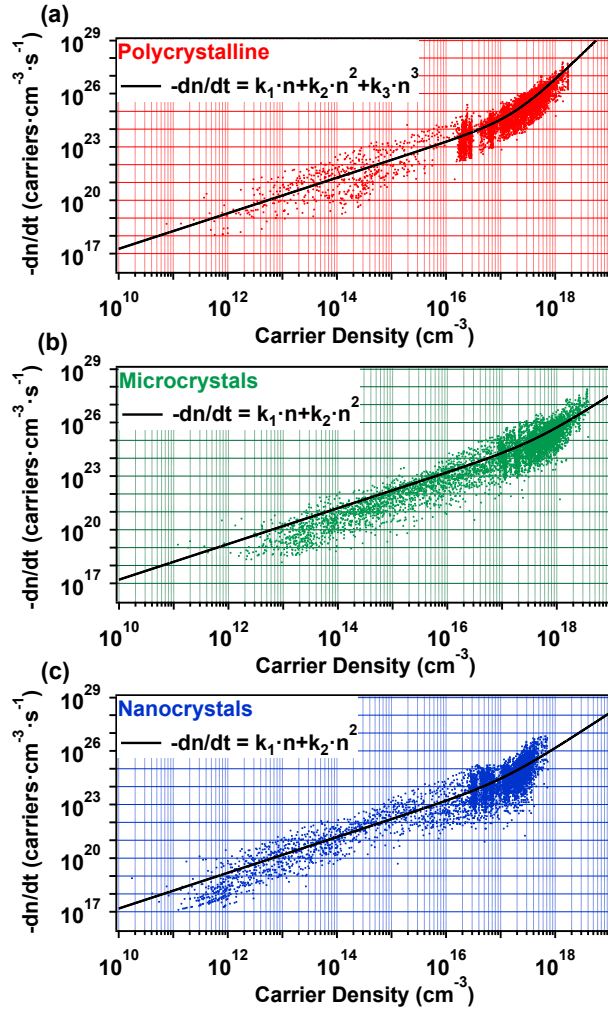 (a)
Polycrystalline
-dn/dt = k₁·n+k₂·n²+k₃·n³
-dn/dt (carriers·cm⁻³·s⁻¹)
10²⁹
10²⁶
10²³
10²⁰
10¹⁷
10¹⁰ 10¹² 10¹⁴ 10¹⁶ 10¹⁸
Carrier Density (cm⁻³)
(b)
Microcrystals
-dn/dt = k₁·n+k₂·n²
-dn/dt (carriers·cm⁻³·s⁻¹)
10²⁹
10²⁶
10²³
10²⁰
10¹⁷
10¹⁰ 10¹² 10¹⁴ 10¹⁶ 10¹⁸
Carrier Density (cm⁻³)
(c)
Nanocrystals
-dn/dt = k₁·n+k₂·n²
-dn/dt (carriers·cm⁻³·s⁻¹)
10²⁹
10²⁶
10²³
10²⁰
10¹⁷
10¹⁰ 10¹² 10¹⁴ 10¹⁶ 10¹⁸
Carrier Density (cm⁻³)